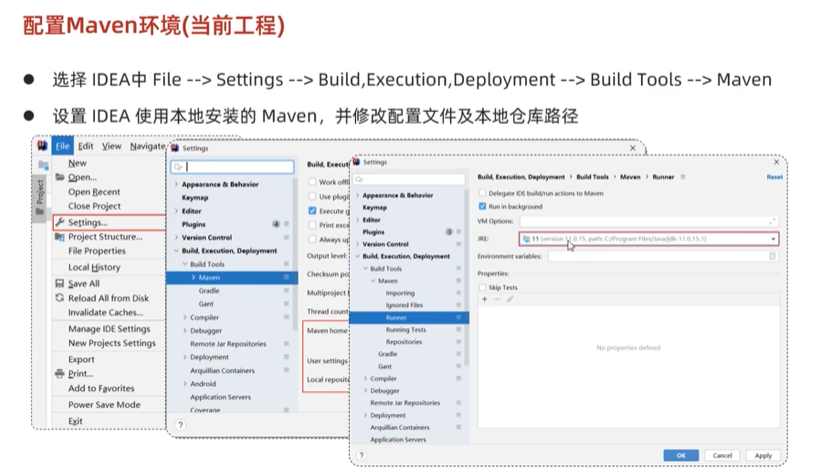 配置Maven环境(当前工程)
● 选择 IDEA中 File --> Settings --> Build,Execution,Deployment --> Build Tools --> Maven
● 设置 IDEA 使用本地安装的 Maven，并修改配置文件及本地仓库路径
File Edit View Navigate
Project
New
Open...
Open Recent
Close Project
Settings...
Project Structure...
File Properties
Local History
Save All
Reload All from Disk
Invalidate Caches...
Manage IDE Settings
New Projects Settings
Export
Print...
Add to Favorites
Power Save Mode
Exit
Settings
Appearance & Behavior
Keymap
Editor
Plugins
Version Control
Build, Execution, Deployment
Build Tools
Maven
Gradle
Gant
Compiler
Debugger
Remote Jar Repositories
Deployment
Arquillian Containers
Android
Application Servers
Coverage
?
Build, Execut
Work offl
Use plugi
Execute g
Print exce
Always up
Output level:
Checksum po
Multiproject b
Thread count
Maven home
User settings
Local reposit
Settings
Appearance & Behavior
Keymap
Editor
Plugins
Version Control
Build, Execution, Deployment
Build Tools
Maven
Importing
Ignored Files
Runner
Running Tests
Repositories
Gradle
Gant
Compiler
Debugger
Remote Jar Repositories
Deployment
Arquillian Containers
Application Servers
?
Build, Execution, Deployment › Build Tools › Maven › Runner Reset
Delegate IDE build/run actions to Maven
Run in background
VM Options:
JRE: 11 (version 11.0.15, path: C:/Program Files/Java/jdk-11.0.15.1)
Environment variables:
Properties:
Skip Tests
No properties defined
OK Cancel Apply